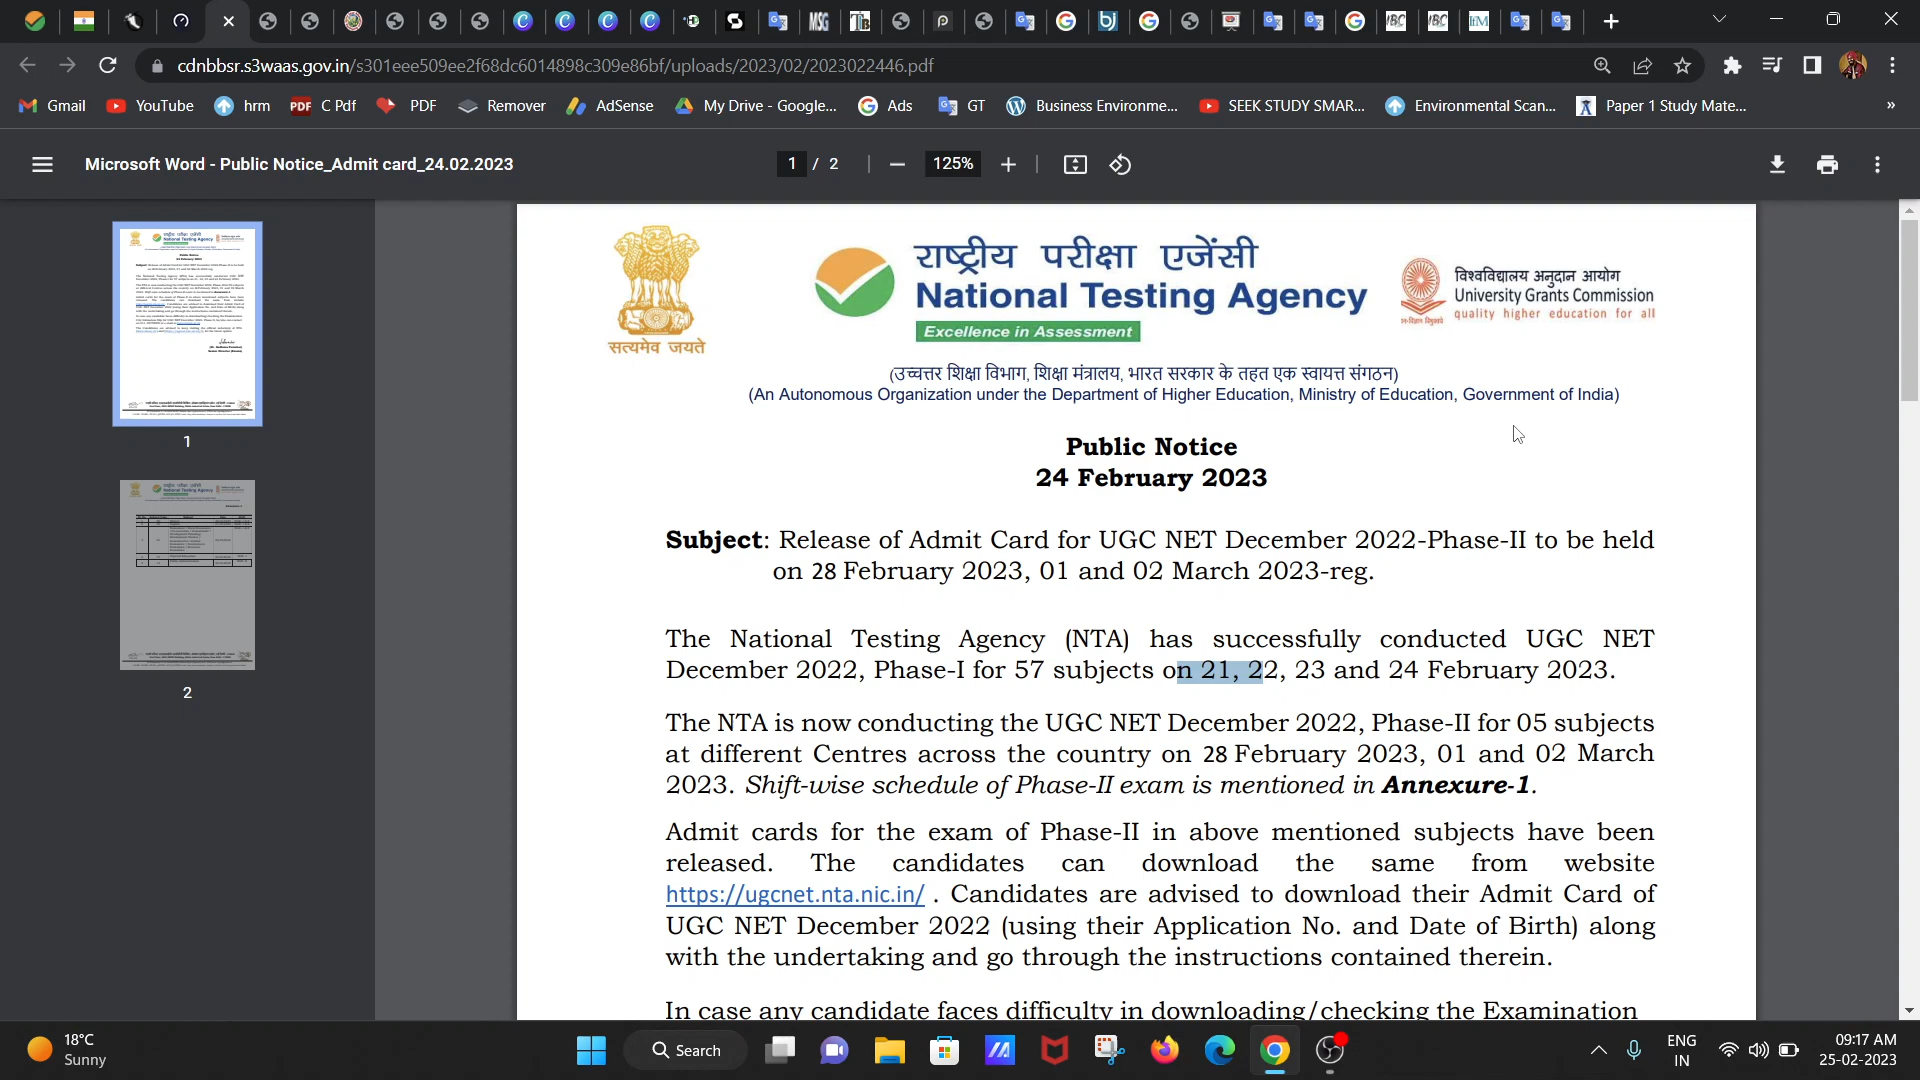 cdnbbsr.s3waas.gov.in/s301eee509ee2f68dc6014898c309e86bf/uploads/2023/02/2023022446.pdf
Gmail YouTube hrm PDF C Pdf PDF Remover AdSense My Drive - Google... Ads GT Business Environme... SEEK STUDY SMAR... Environmental Scan... Paper 1 Study Mate... »
Microsoft Word - Public Notice_Admit card_24.02.2023 1 / 2 125%
राष्ट्रीय परीक्षा एजेंसी
National Testing Agency
Excellence in Assessment
सत्यमेव जयते
विश्वविद्यालय अनुदान आयोग
University Grants Commission
quality higher education for all
(उच्चत्तर शिक्षा विभाग, शिक्षा मंत्रालय, भारत सरकार के तहत एक स्वायत्त संगठन)
(An Autonomous Organization under the Department of Higher Education, Ministry of Education, Government of India)
Public Notice
24 February 2023
Subject: Release of Admit Card for UGC NET December 2022-Phase-II to be held
on 28 February 2023, 01 and 02 March 2023-reg.
The National Testing Agency (NTA) has successfully conducted UGC NET
December 2022, Phase-I for 57 subjects on 21, 22, 23 and 24 February 2023.
The NTA is now conducting the UGC NET December 2022, Phase-II for 05 subjects
at different Centres across the country on 28 February 2023, 01 and 02 March
2023. Shift-wise schedule of Phase-II exam is mentioned in Annexure-1.
Admit cards for the exam of Phase-II in above mentioned subjects have been
released. The candidates can download the same from website
https://ugcnet.nta.nic.in/ . Candidates are advised to download their Admit Card of
UGC NET December 2022 (using their Application No. and Date of Birth) along
with the undertaking and go through the instructions contained therein.
In case any candidate faces difficulty in downloading/checking the Examination
1
2
18°C
Sunny
Search
ENG
IN
09:17 AM
25-02-2023